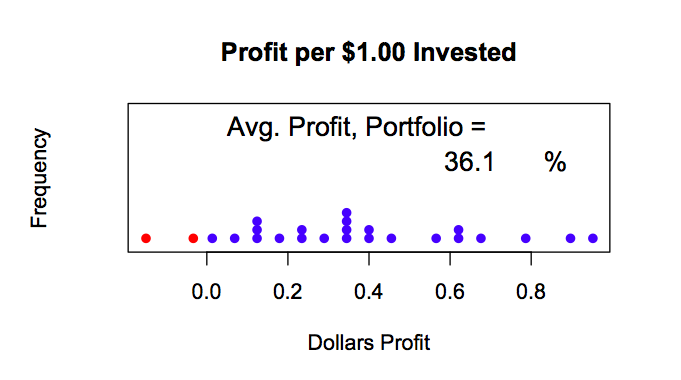 Profit per $1.00 Invested
Avg. Profit, Portfolio =
36.1 %
Frequency
0.0 0.2 0.4 0.6 0.8
Dollars Profit